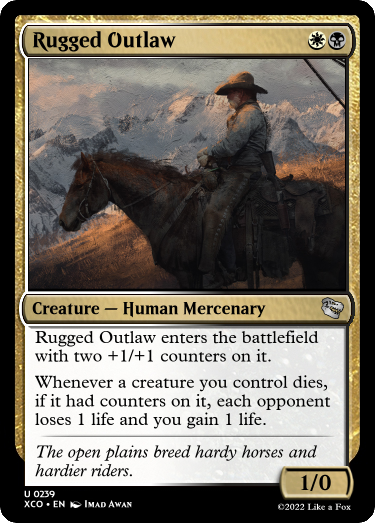 Rugged Outlaw
Creature — Human Mercenary
Rugged Outlaw enters the battlefield
with two +1/+1 counters on it.
Whenever a creature you control dies,
if it had counters on it, each opponent
loses 1 life and you gain 1 life.
The open plains breed hardy horses and
hardier riders.
1/0
U 0239
XCO • EN Imad Awan
©2022 Like a Fox